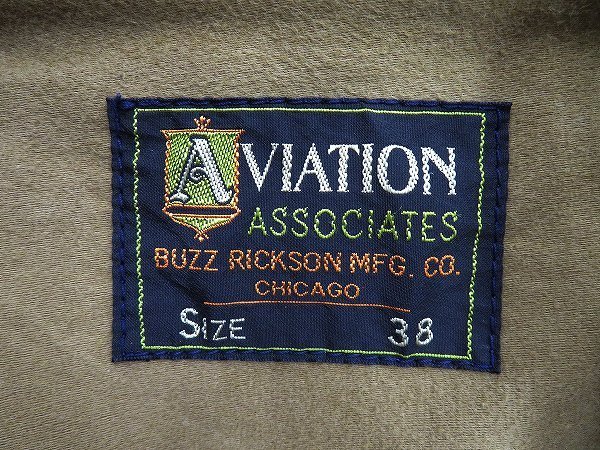 AVIATION
ASSOCIATES
BUZZ RICKSON MFG. CO.
CHICAGO
SIZE 38